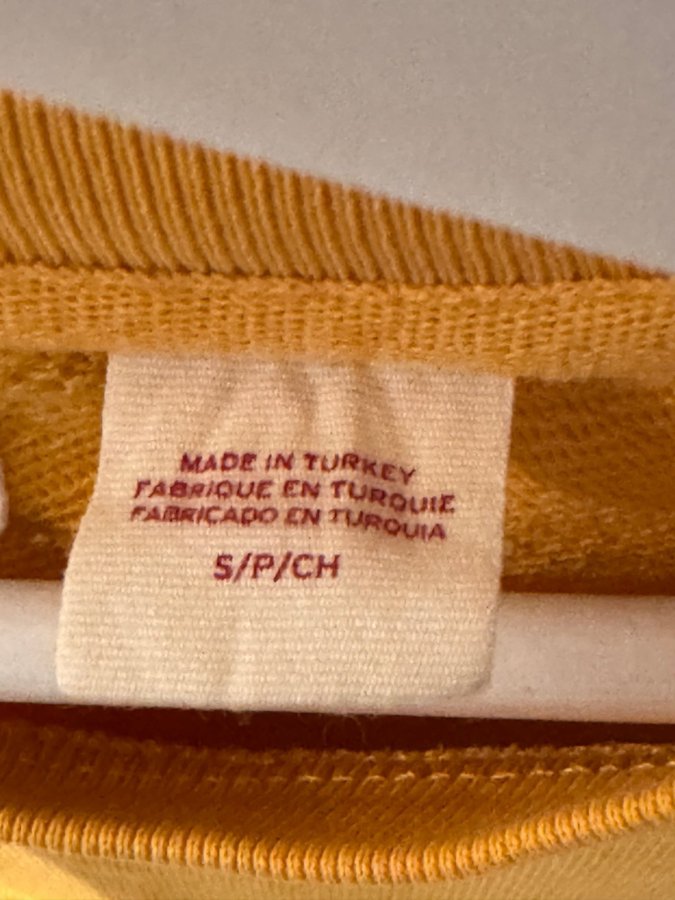 MADE IN TURKEY
FABRIQUE EN TURQUIE
FABRICADO EN TURQUIA
S/P/CH